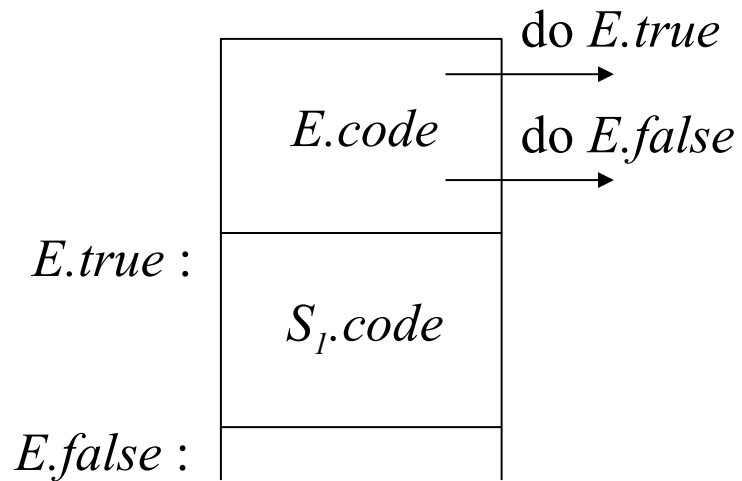 do E.true
E.code
do E.false
E.true :
S₁.code
E.false :